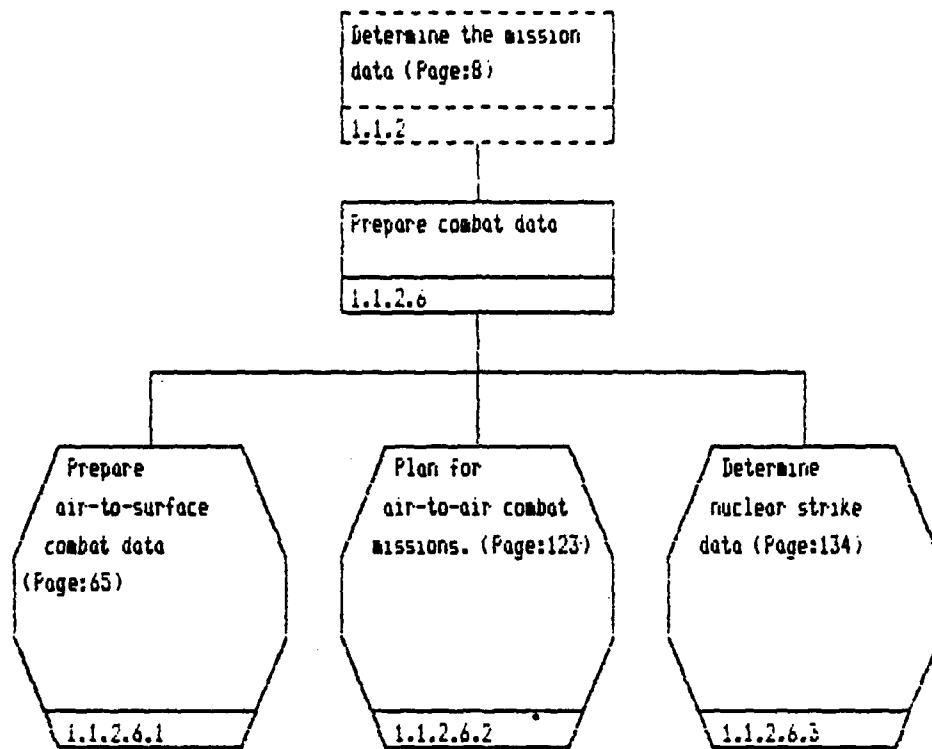 Determine the mission
data (Page:8)
1.1.2
Prepare combat data
1.1.2.6
Prepare
air-to-surface
combat data
(Page:65)
1.1.2.6.1
Plan for
air-to-air combat
missions. (Page:123)
1.1.2.6.2
Determine
nuclear strike
data (Page:134)
1.1.2.6.3